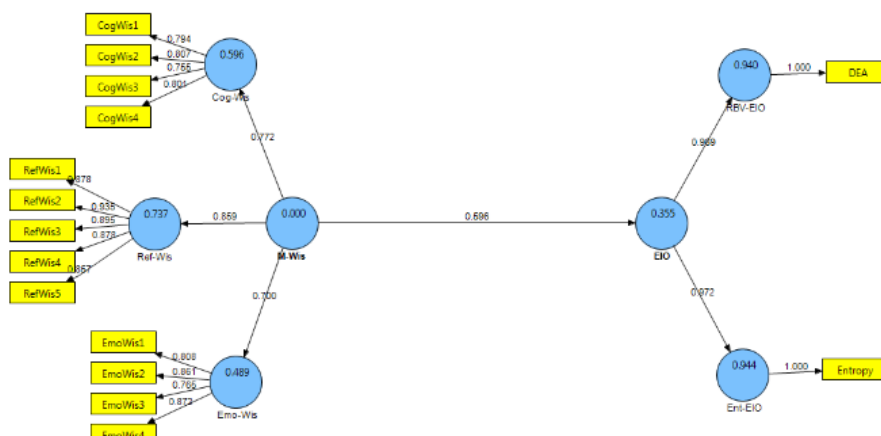 CogWis1
0.794
CogWis2
0.807
CogWis3
0.755
CogWis4
0.801
0.596
Cog-Wis
0.772
RefWis1
0.878
RefWis2
0.935
RefWis3
0.895
RefWis4
0.878
RefWis5
0.867
0.737
Ref-Wis
0.859
0.000
M-Wis
0.700
EmoWis1
0.808
EmoWis2
0.861
EmoWis3
0.765
EmoWis4
0.873
0.489
Emo-Wis
0.596
0.355
EIO
0.969
0.940
RBV-EIO
1.000
DEA
0.972
0.944
Ent-EIO
1.000
Entropy